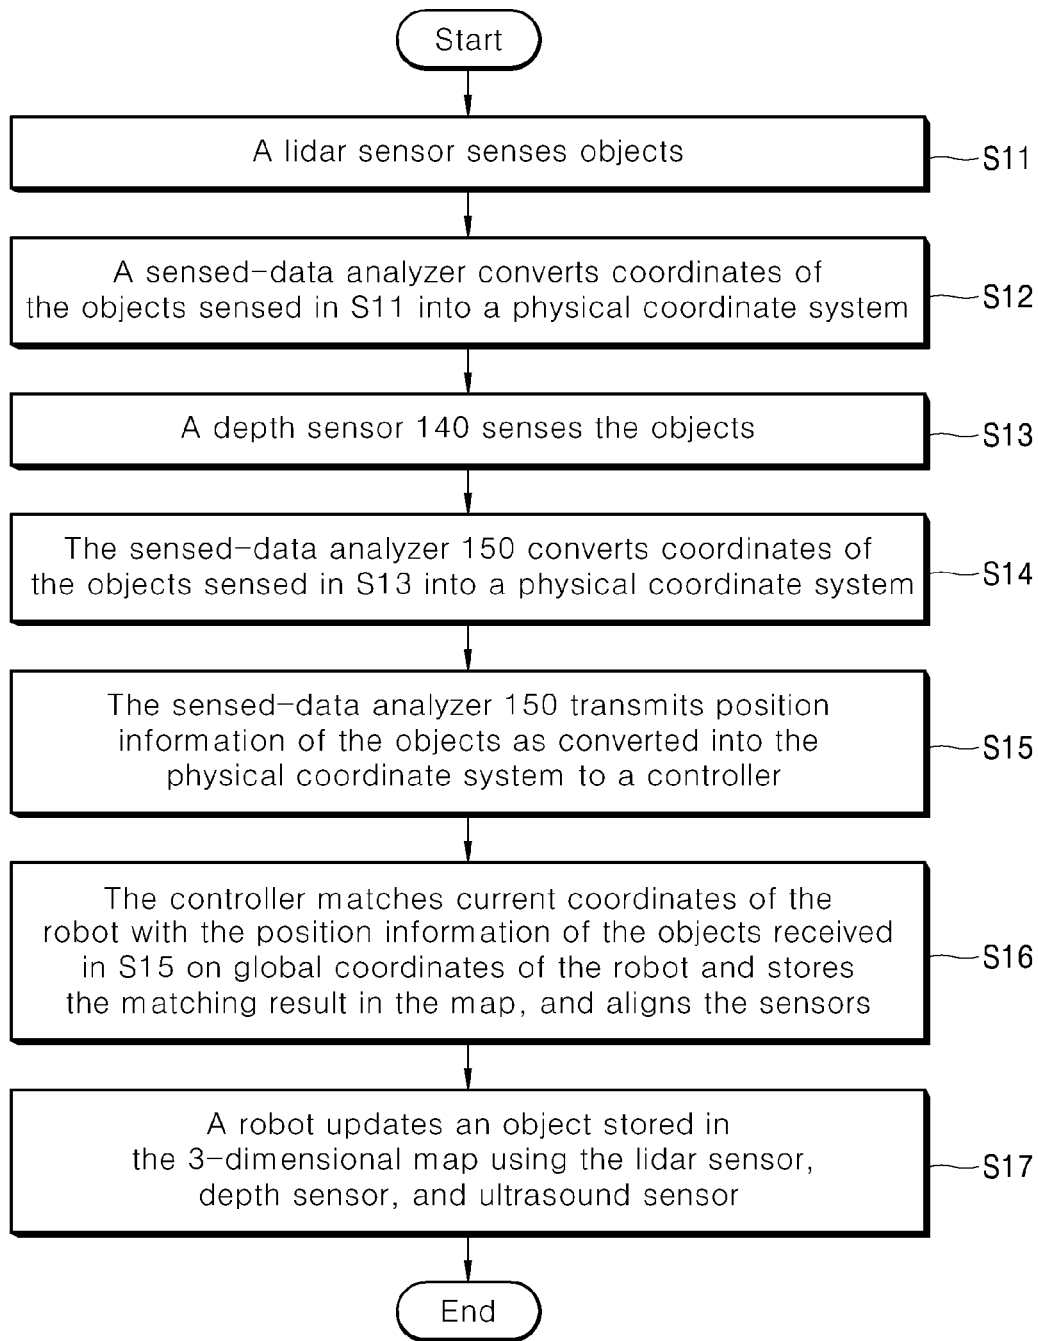 Start
A lidar sensor senses objects
S11
A sensed-data analyzer converts coordinates of
the objects sensed in S11 into a physical coordinate system
S12
A depth sensor 140 senses the objects
S13
The sensed-data analyzer 150 converts coordinates of
the objects sensed in S13 into a physical coordinate system
S14
The sensed-data analyzer 150 transmits position
information of the objects as converted into the
physical coordinate system to a controller
S15
The controller matches current coordinates of the
robot with the position information of the objects received
in S15 on global coordinates of the robot and stores
the matching result in the map, and aligns the sensors
S16
A robot updates an object stored in
the 3-dimensional map using the lidar sensor,
depth sensor, and ultrasound sensor
S17
End